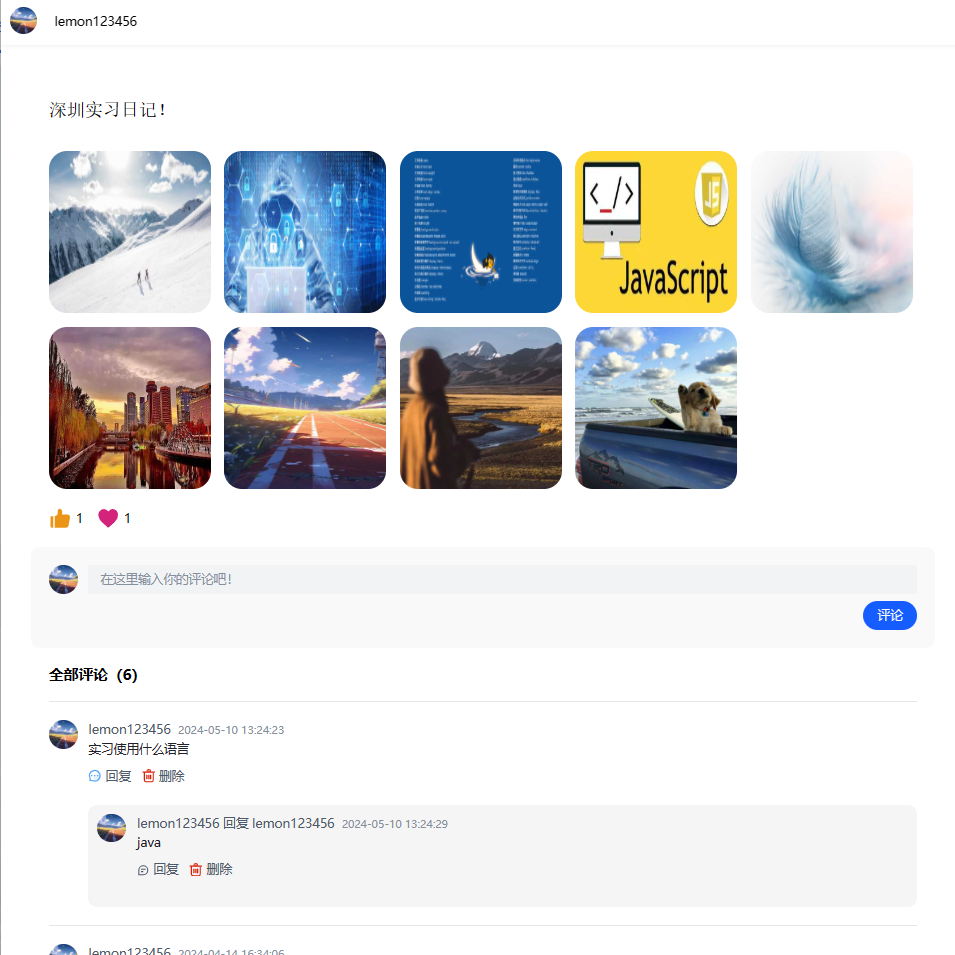 lemon123456
深圳实习日记！
</>
JS
JavaScript
1 1
在这里输入你的评论吧！
评论
全部评论（6）
lemon123456 2024-05-10 13:24:23
实习使用什么语言
回复 删除
lemon123456 回复 lemon123456 2024-05-10 13:24:29
java
回复 删除
lemon123456 2024-04-14 16:34:06